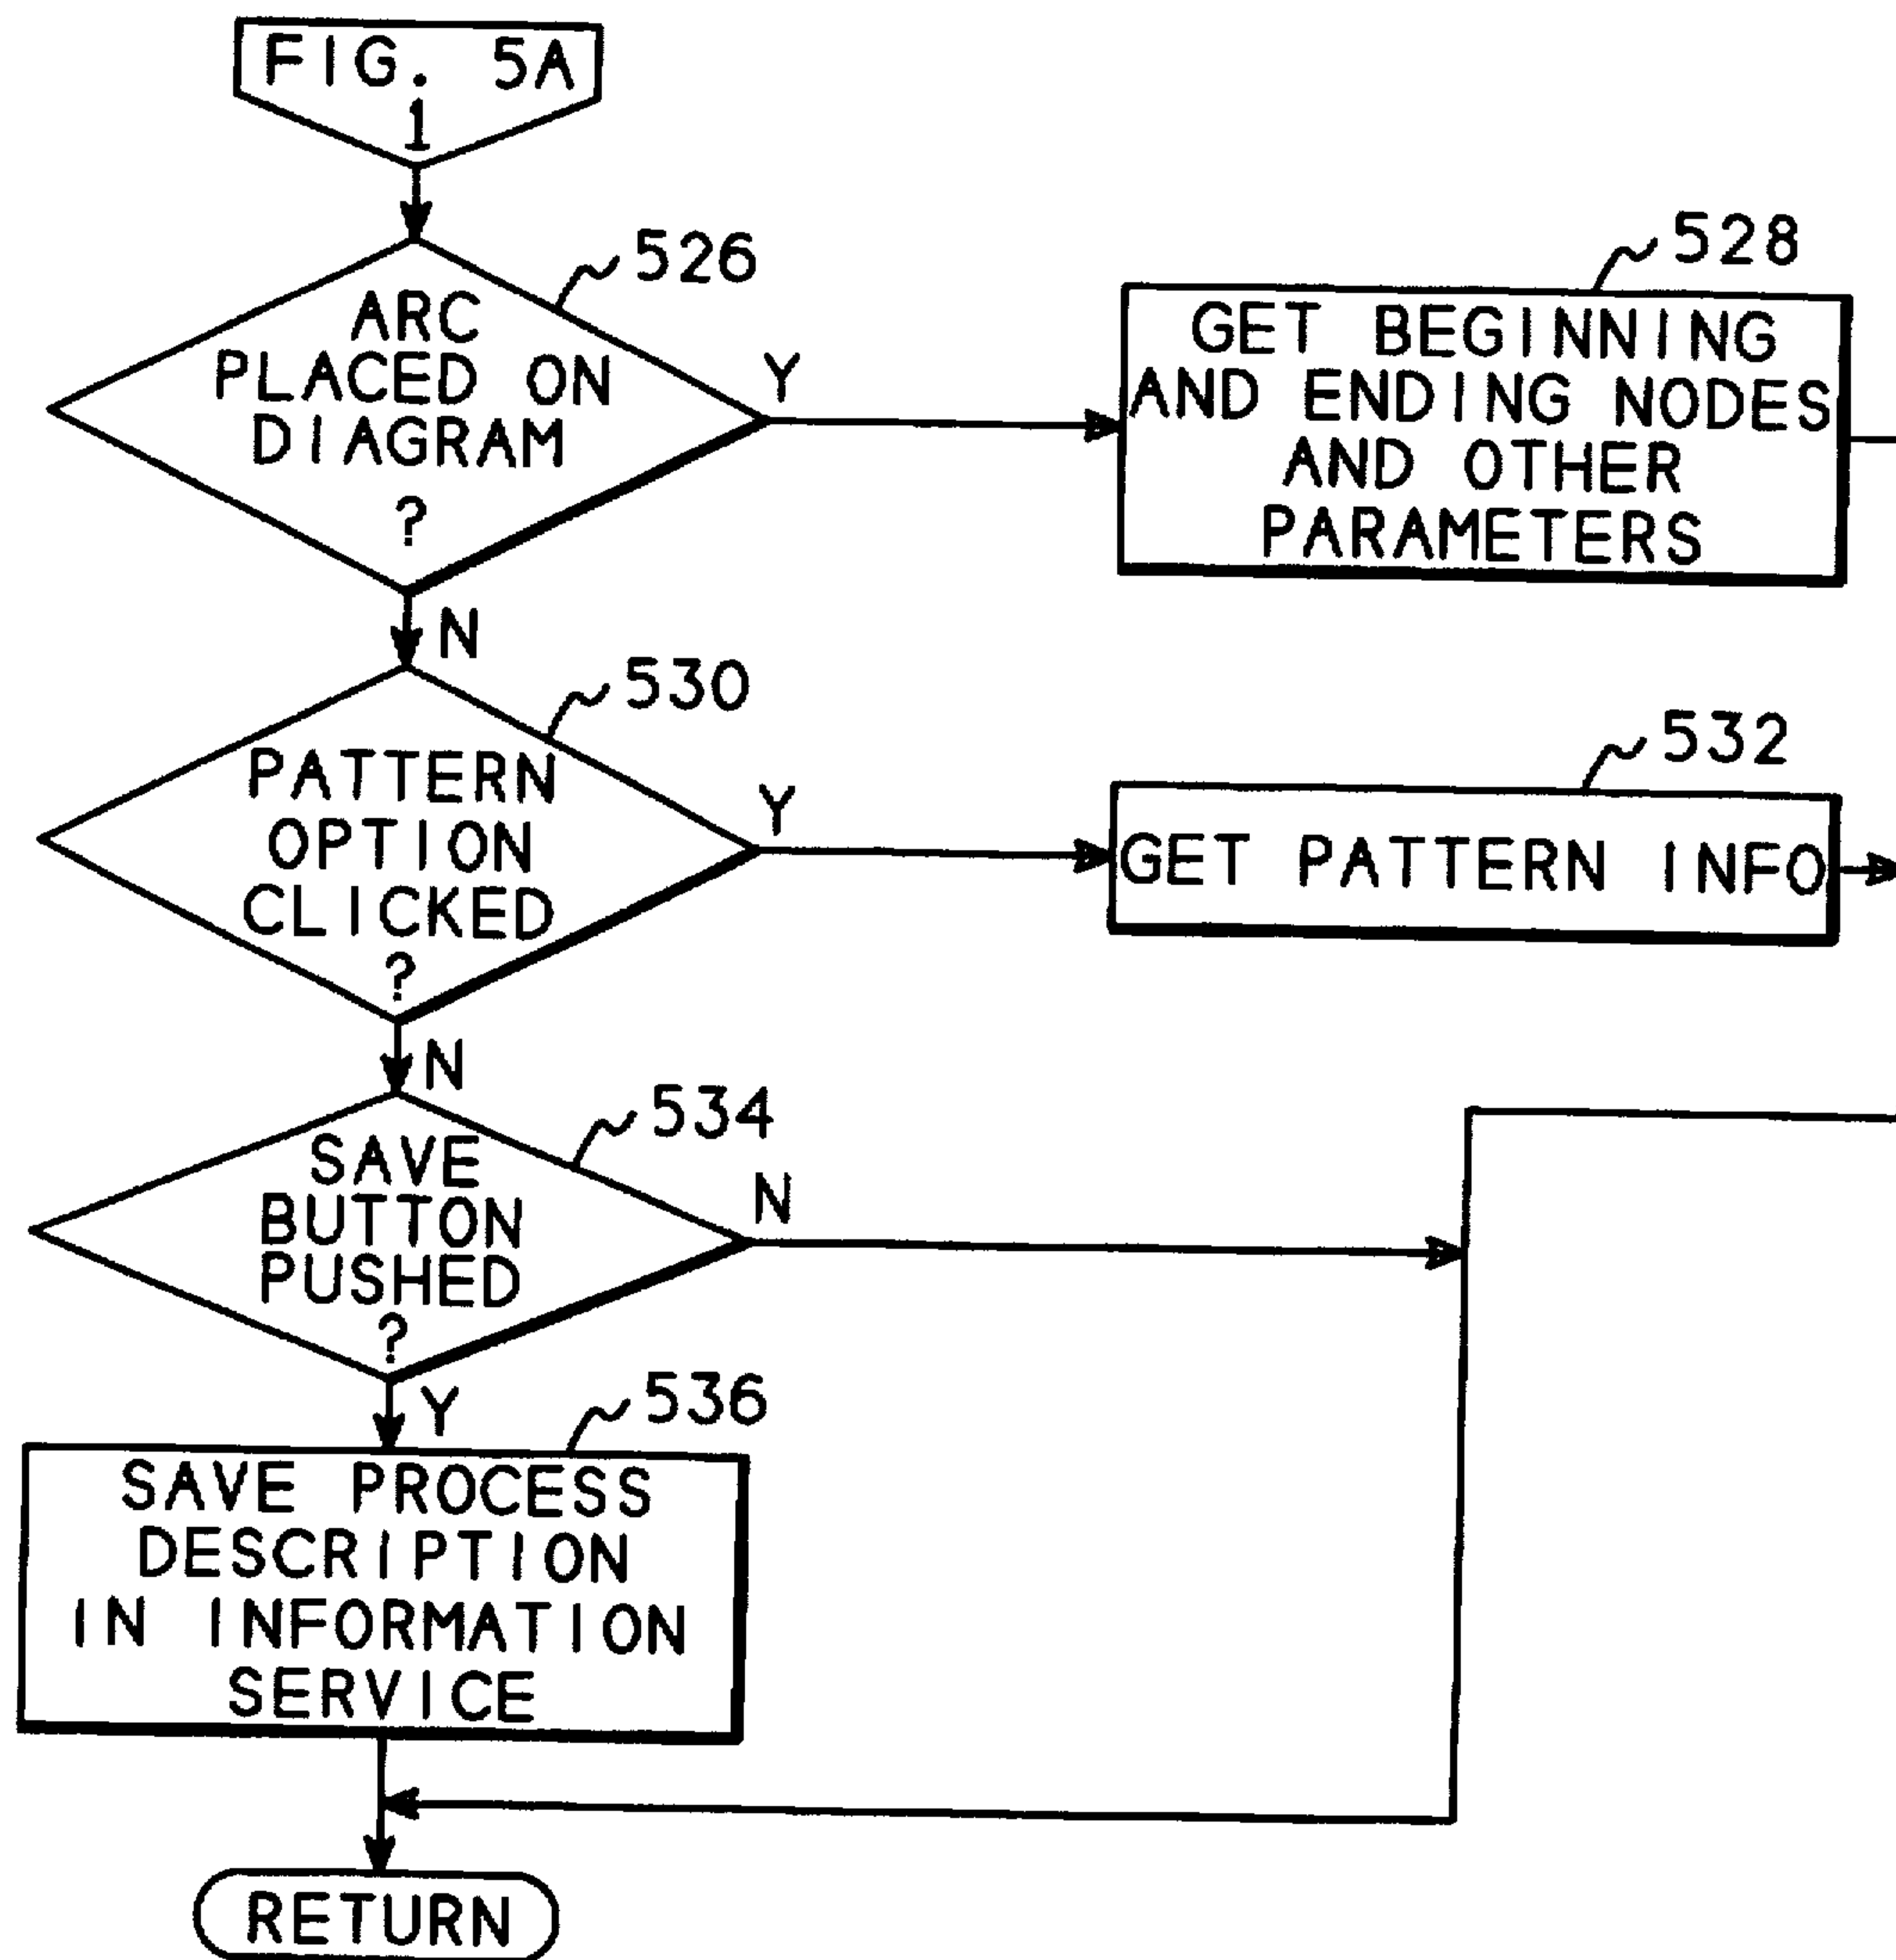 FIG. 5A
1
526
ARC
PLACED ON
DIAGRAM
?
Y
528
GET BEGINNING
AND ENDING NODES
AND OTHER
PARAMETERS
N
530
PATTERN
OPTION
CLICKED
?
Y
532
GET PATTERN INFO
N
534
SAVE
BUTTON
PUSHED
?
N
Y
536
SAVE PROCESS
DESCRIPTION
IN INFORMATION
SERVICE
RETURN